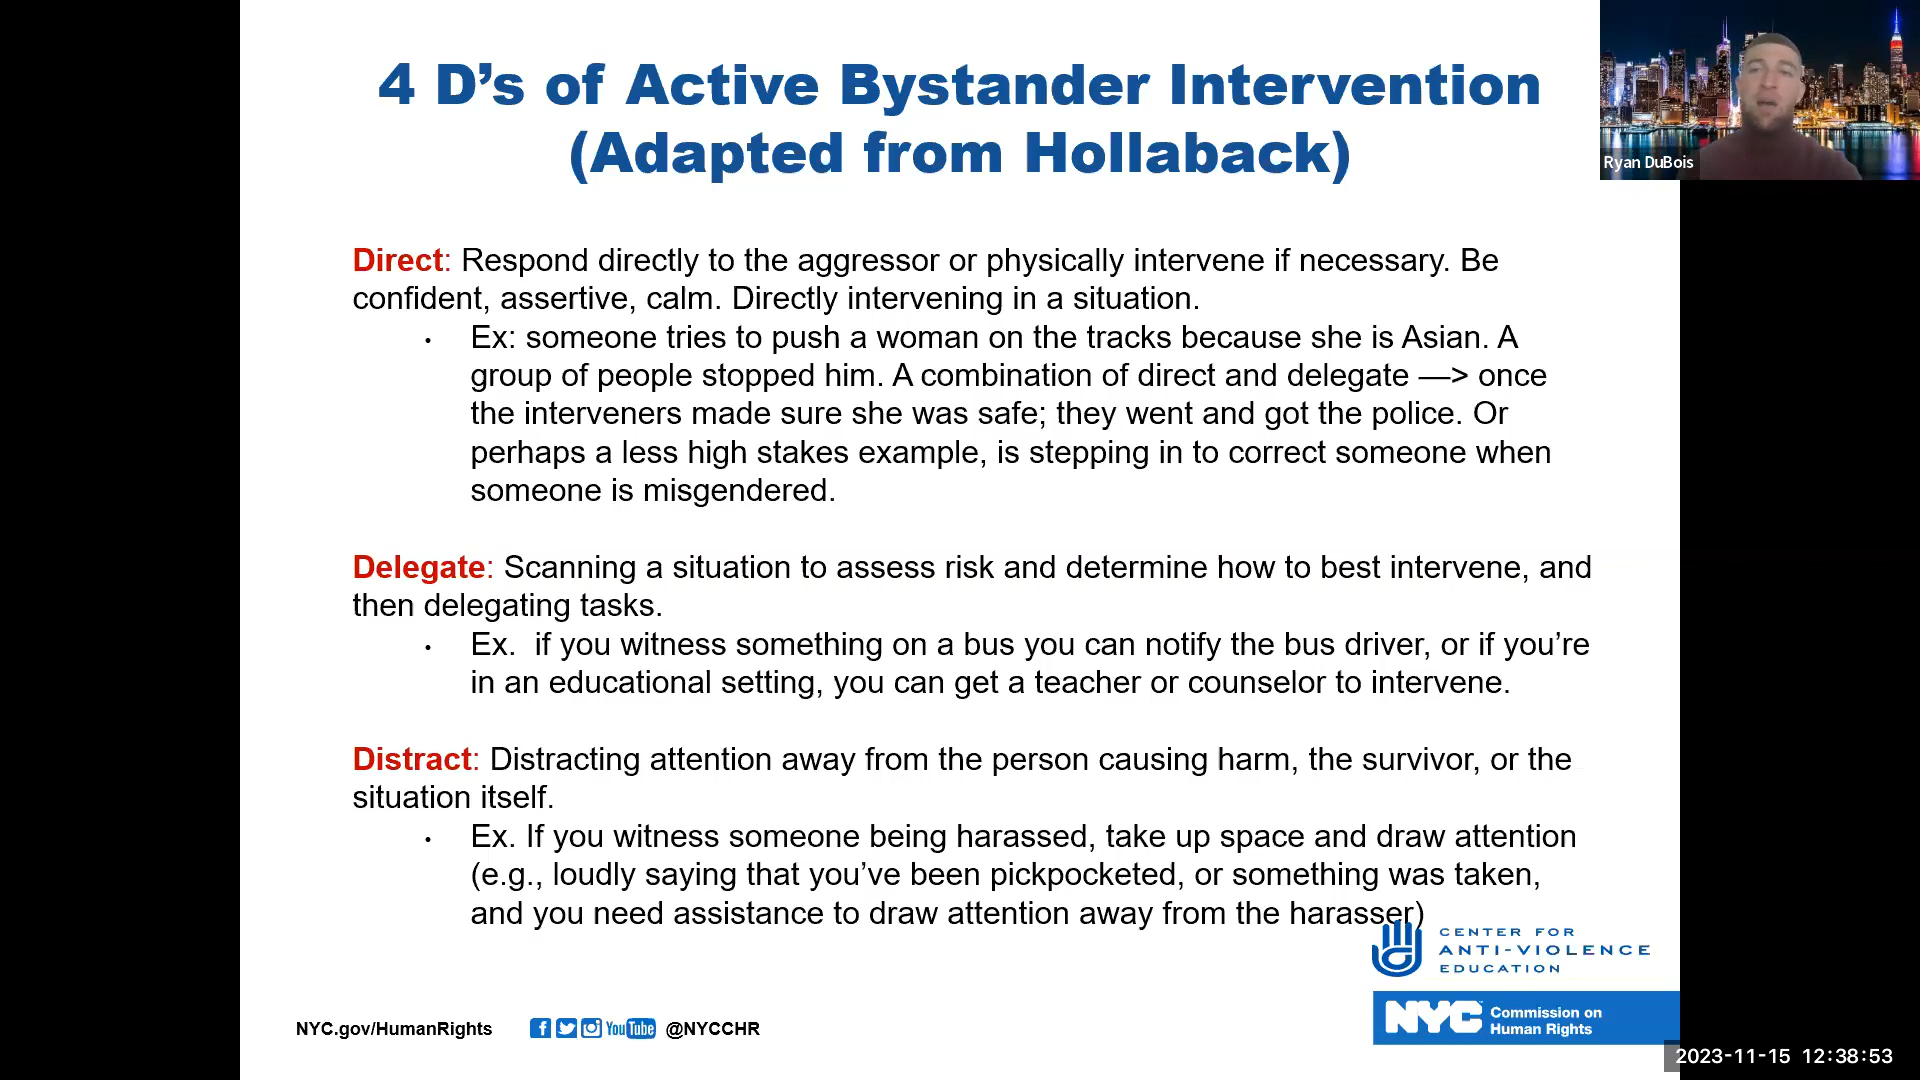 4 D’s of Active Bystander Intervention
(Adapted from Hollaback)
Ryan DuBois
Direct: Respond directly to the aggressor or physically intervene if necessary. Be
confident, assertive, calm. Directly intervening in a situation.
• Ex: someone tries to push a woman on the tracks because she is Asian. A
group of people stopped him. A combination of direct and delegate —> once
the interveners made sure she was safe; they went and got the police. Or
perhaps a less high stakes example, is stepping in to correct someone when
someone is misgendered.
Delegate: Scanning a situation to assess risk and determine how to best intervene, and
then delegating tasks.
• Ex.  if you witness something on a bus you can notify the bus driver, or if you’re
in an educational setting, you can get a teacher or counselor to intervene.
Distract: Distracting attention away from the person causing harm, the survivor, or the
situation itself.
• Ex. If you witness someone being harassed, take up space and draw attention
(e.g., loudly saying that you’ve been pickpocketed, or something was taken,
and you need assistance to draw attention away from the harasser)
CENTER FOR
ANTI-VIOLENCE
EDUCATION
NYC.gov/HumanRights
YouTube
@NYCCHR
NYC
Commission on
Human Rights
2023-11-15 12:38:53